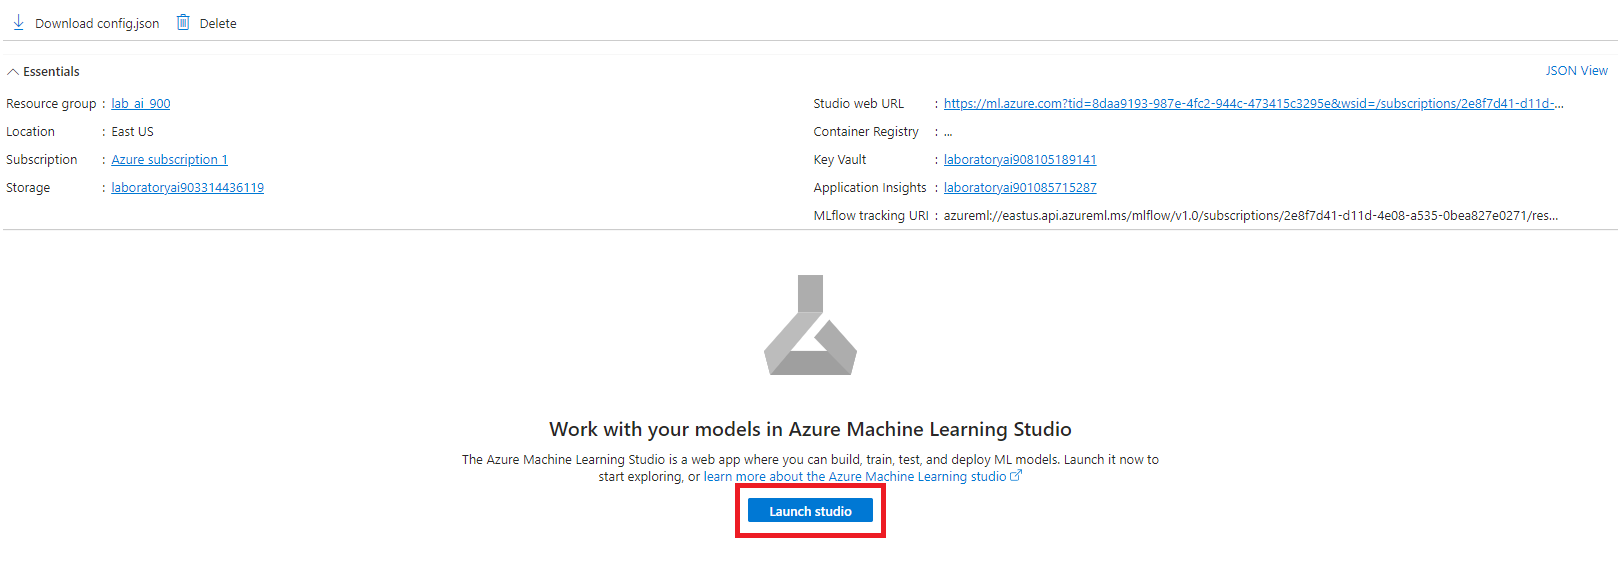 Download config.json Delete
Essentials JSON View
Resource group : lab_ai_900
Location : East US
Subscription : Azure subscription 1
Storage : laboratoryai903314436119
Studio web URL : https://ml.azure.com?tid=8daa9193-987e-4fc2-944c-473415c3295e&wsid=/subscriptions/2e8f7d41-d11d-...
Container Registry : ...
Key Vault : laboratoryai908105189141
Application Insights : laboratoryai901085715287
MLflow tracking URI : azureml://eastus.api.azureml.ms/mlflow/v1.0/subscriptions/2e8f7d41-d11d-4e08-a535-0bea827e0271/res...
Work with your models in Azure Machine Learning Studio
The Azure Machine Learning Studio is a web app where you can build, train, test, and deploy ML models. Launch it now to
start exploring, or learn more about the Azure Machine Learning studio
Launch studio